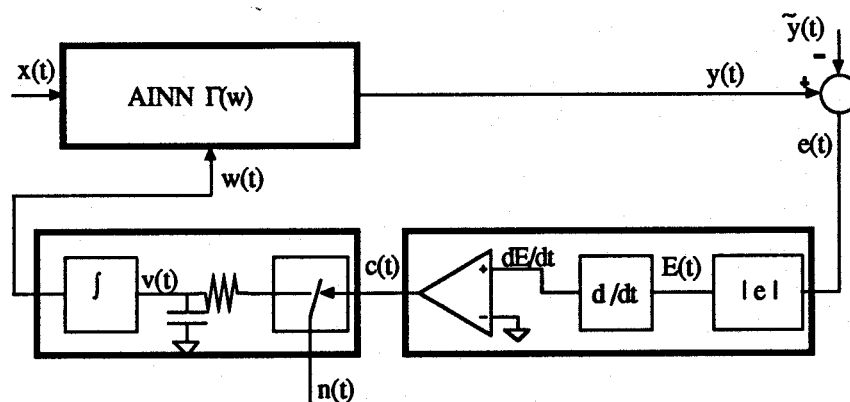 ỹ(t)
x(t)
AINN Γ(w)
y(t)
+
-
e(t)
w(t)
∫
v(t)
c(t)
+
-
dE/dt
d/dt
E(t)
|e|
n(t)